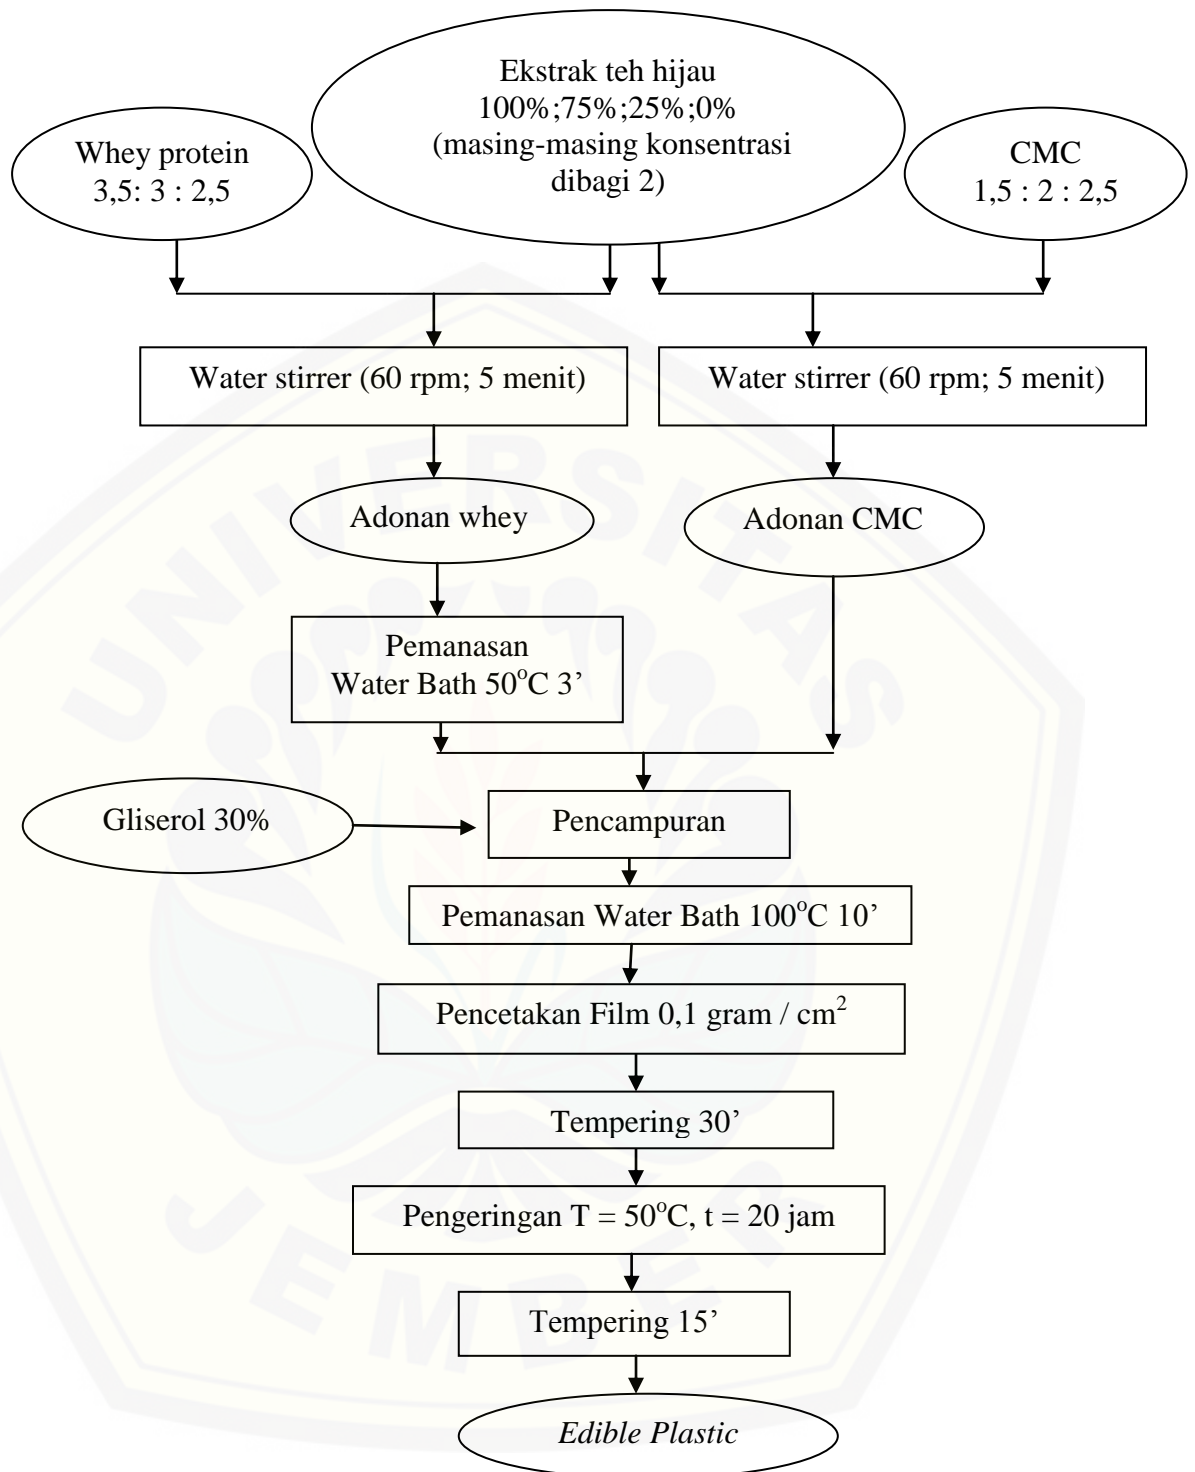 Ekstrak teh hijau
100%;75%;25%;0%
(masing-masing konsentrasi
dibagi 2)
Whey protein
3,5: 3 : 2,5
CMC
1,5 : 2 : 2,5
Water stirrer (60 rpm; 5 menit)
Water stirrer (60 rpm; 5 menit)
Adonan whey
Adonan CMC
Pemanasan
Water Bath 50°C 3’
Gliserol 30%
Pencampuran
Pemanasan Water Bath 100°C 10’
Pencetakan Film 0,1 gram / cm²
Tempering 30’
Pengeringan T = 50°C, t = 20 jam
Tempering 15’
Edible Plastic
UNIVERSITAS
JEMBER